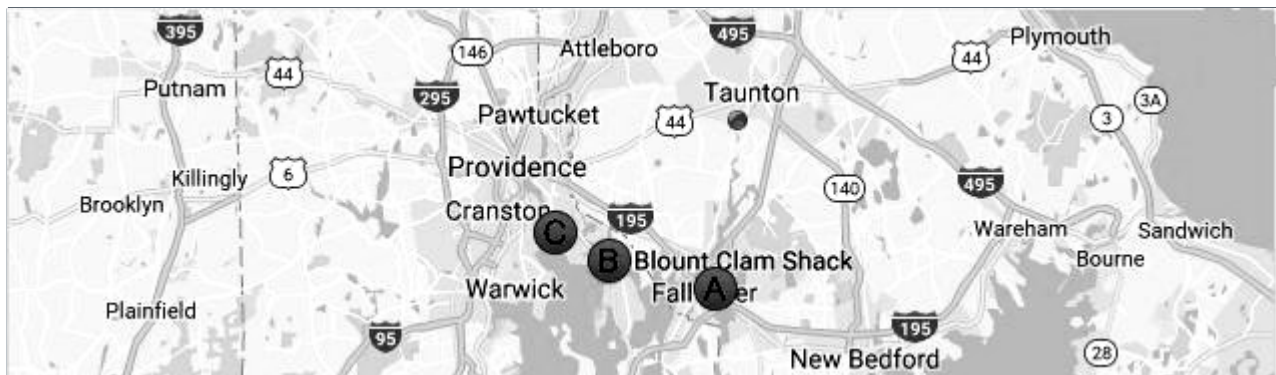 395
495
Plymouth
146
Attleboro
44
44
Putnam
295
Taunton
3A
Pawtucket
44
3
Providence
6
Killingly
140
495
Brooklyn
Cranston
195
Wareham
Sandwich
C
B
Blount Clam Shack
Bourne
Warwick
A
Plainfield
95
195
New Bedford
28